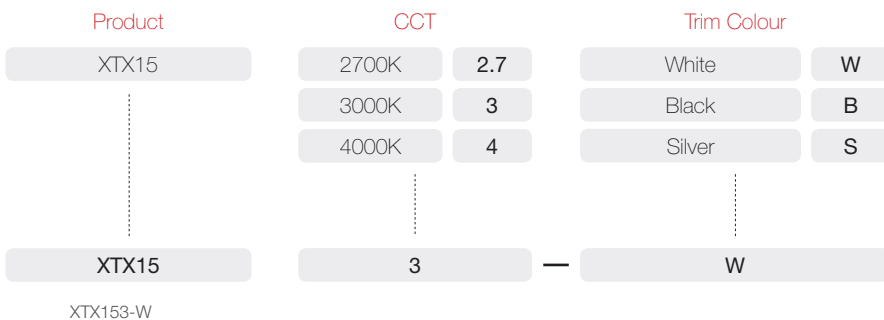 Product CCT Trim Colour
XTX15 2700K 2.7 White W
3000K 3 Black B
4000K 4 Silver S
XTX15 3 — W
XTX153-W